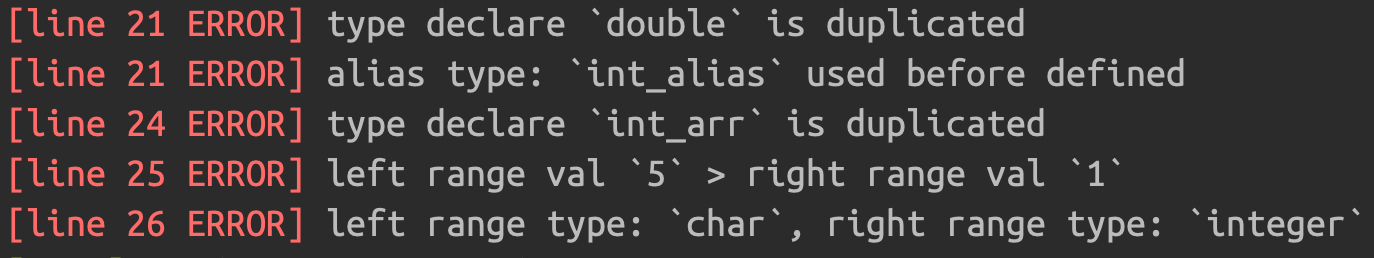 [line 21 ERROR] type declare `double` is duplicated
[line 21 ERROR] alias type: `int_alias` used before defined
[line 24 ERROR] type declare `int_arr` is duplicated
[line 25 ERROR] left range val `5` > right range val `1`
[line 26 ERROR] left range type: `char`, right range type: `integer`